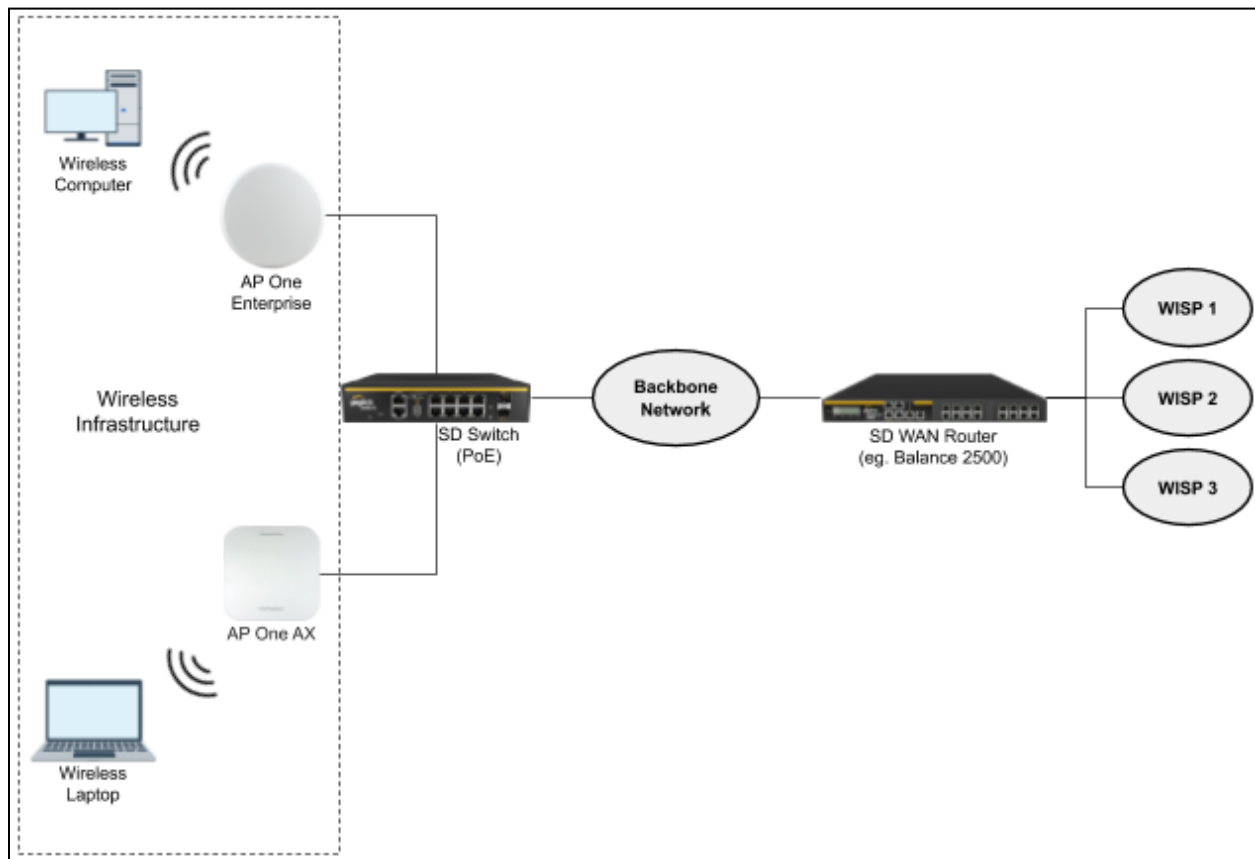 Wireless
Computer
AP One
Enterprise
Wireless
Infrastructure
SD Switch
(PoE)
Backbone
Network
SD WAN Router
(eg. Balance 2500)
WISP 1
WISP 2
WISP 3
AP One AX
Wireless
Laptop